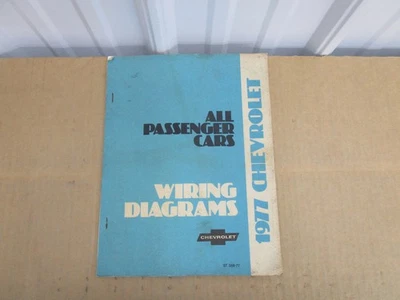 ALL
PASSENGER
CARS
WIRING
DIAGRAMS
CHEVROLET
1977 CHEVROLET